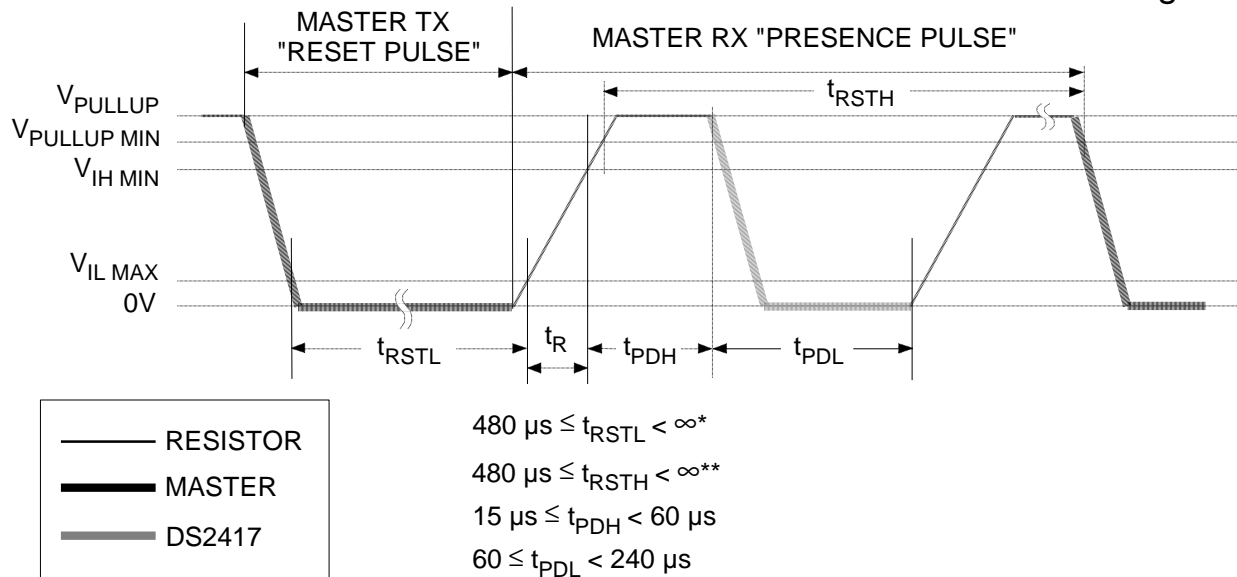 MASTER TX
"RESET PULSE"
MASTER RX "PRESENCE PULSE"
tRSTH
VPULLUP
VPULLUP MIN
VIH MIN
VIL MAX
0V
tRSTL
tR
tPDH
tPDL
RESISTOR
MASTER
DS2417
480 µs ≤ tRSTL < ∞*
480 µs ≤ tRSTH < ∞**
15 µs ≤ tPDH < 60 µs
60 ≤ tPDL < 240 µs